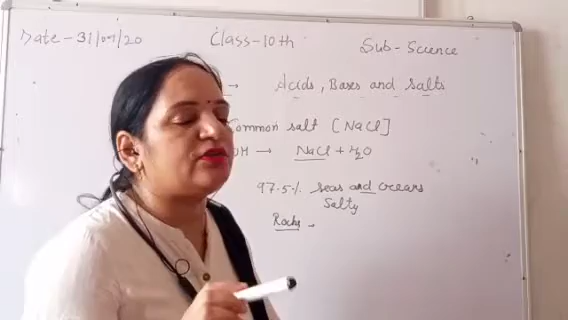 Date - 31/07/20 Class - 10th Sub - Science
→ Acids, Bases and Salts
Common salt [NaCl]
OH → NaCl + H2O
97.5% Seas and Oceans
Salty
Rocks -